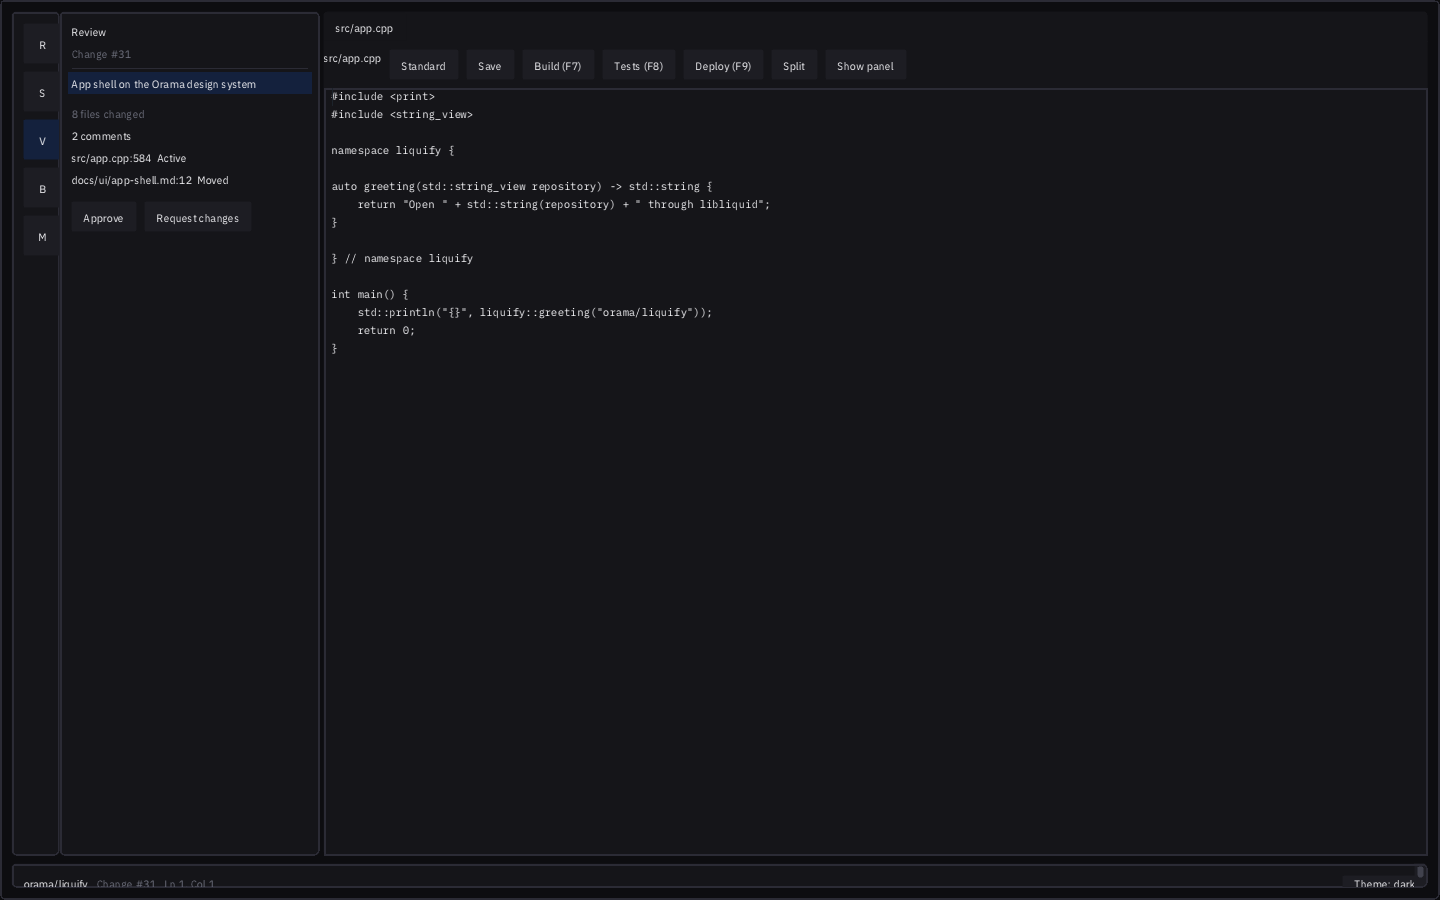 R
S
V
B
M
Review
Change #31
App shell on the Orama design system
8 files changed
2 comments
src/app.cpp:584 Active
docs/ui/app-shell.md:12 Moved
Approve Request changes
src/app.cpp
src/app.cpp Standard Save Build (F7) Tests (F8) Deploy (F9) Split Show panel
#include <print>
#include <string_view>
namespace liquify {
auto greeting(std::string_view repository) -> std::string {
    return "Open " + std::string(repository) + " through libliquid";
}
} // namespace liquify
int main() {
    std::println("{}", liquify::greeting("orama/liquify"));
    return 0;
}
orama/liquify Change #31 Ln 1, Col 1 Theme: dark